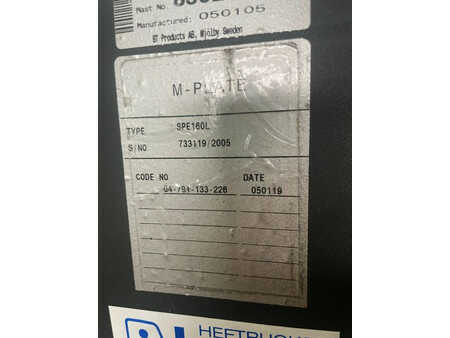 Mast No.
Manufactured: 050105
BT Products AB, Mjölby Sweden
M-PLATE
TYPE SPE160L
S/NO 733119/2005
CODE NO DATE
04-791-133-226 050119